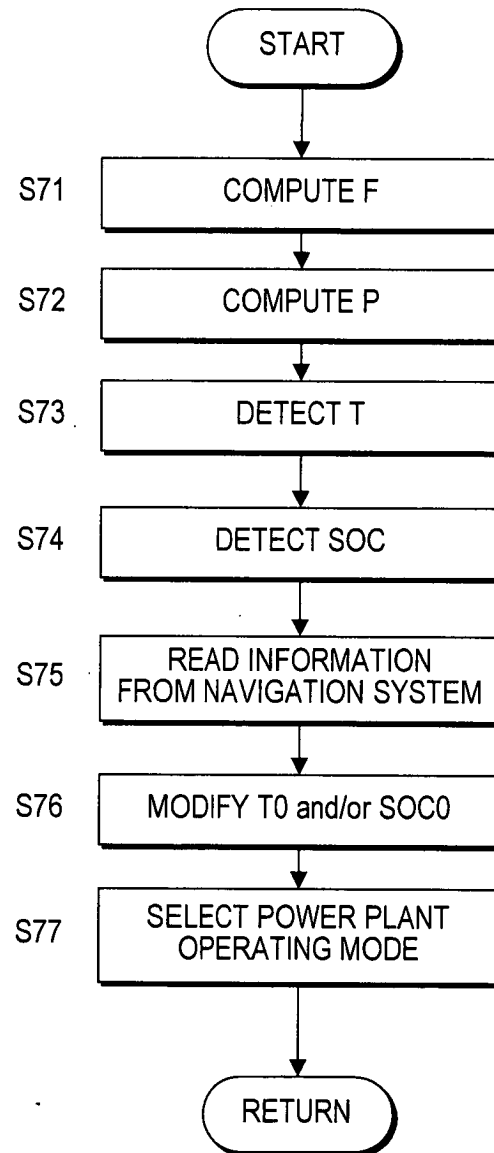 START
S71 COMPUTE F
S72 COMPUTE P
S73 DETECT T
S74 DETECT SOC
S75 READ INFORMATION
FROM NAVIGATION SYSTEM
S76 MODIFY T0 and/or SOC0
S77 SELECT POWER PLANT
OPERATING MODE
RETURN